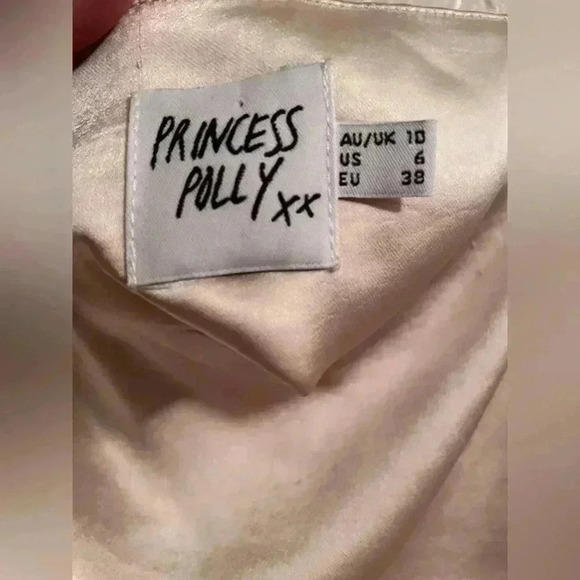 PRINCESS
POLLY xx
AU/UK 10
US 6
EU 38